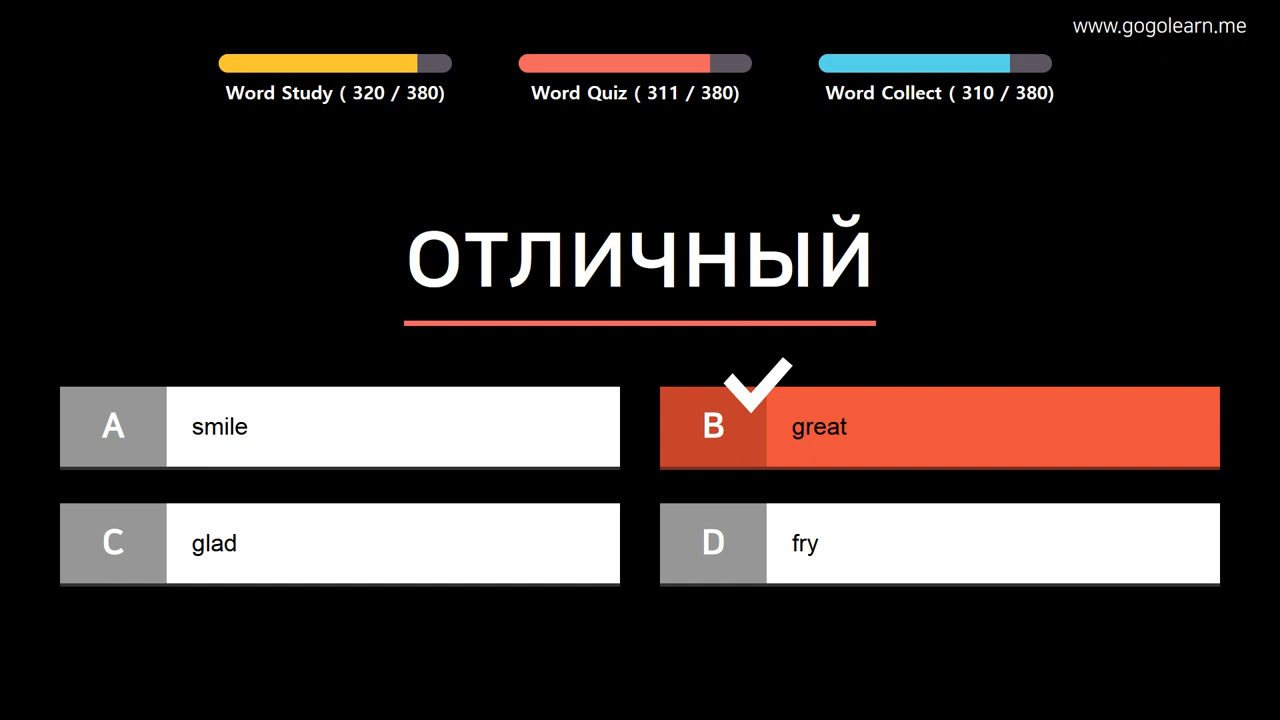 www.gogolearn.me
Word Study ( 320 / 380)
Word Quiz ( 311 / 380)
Word Collect ( 310 / 380)
отличный
A smile
B great
C glad
D fry